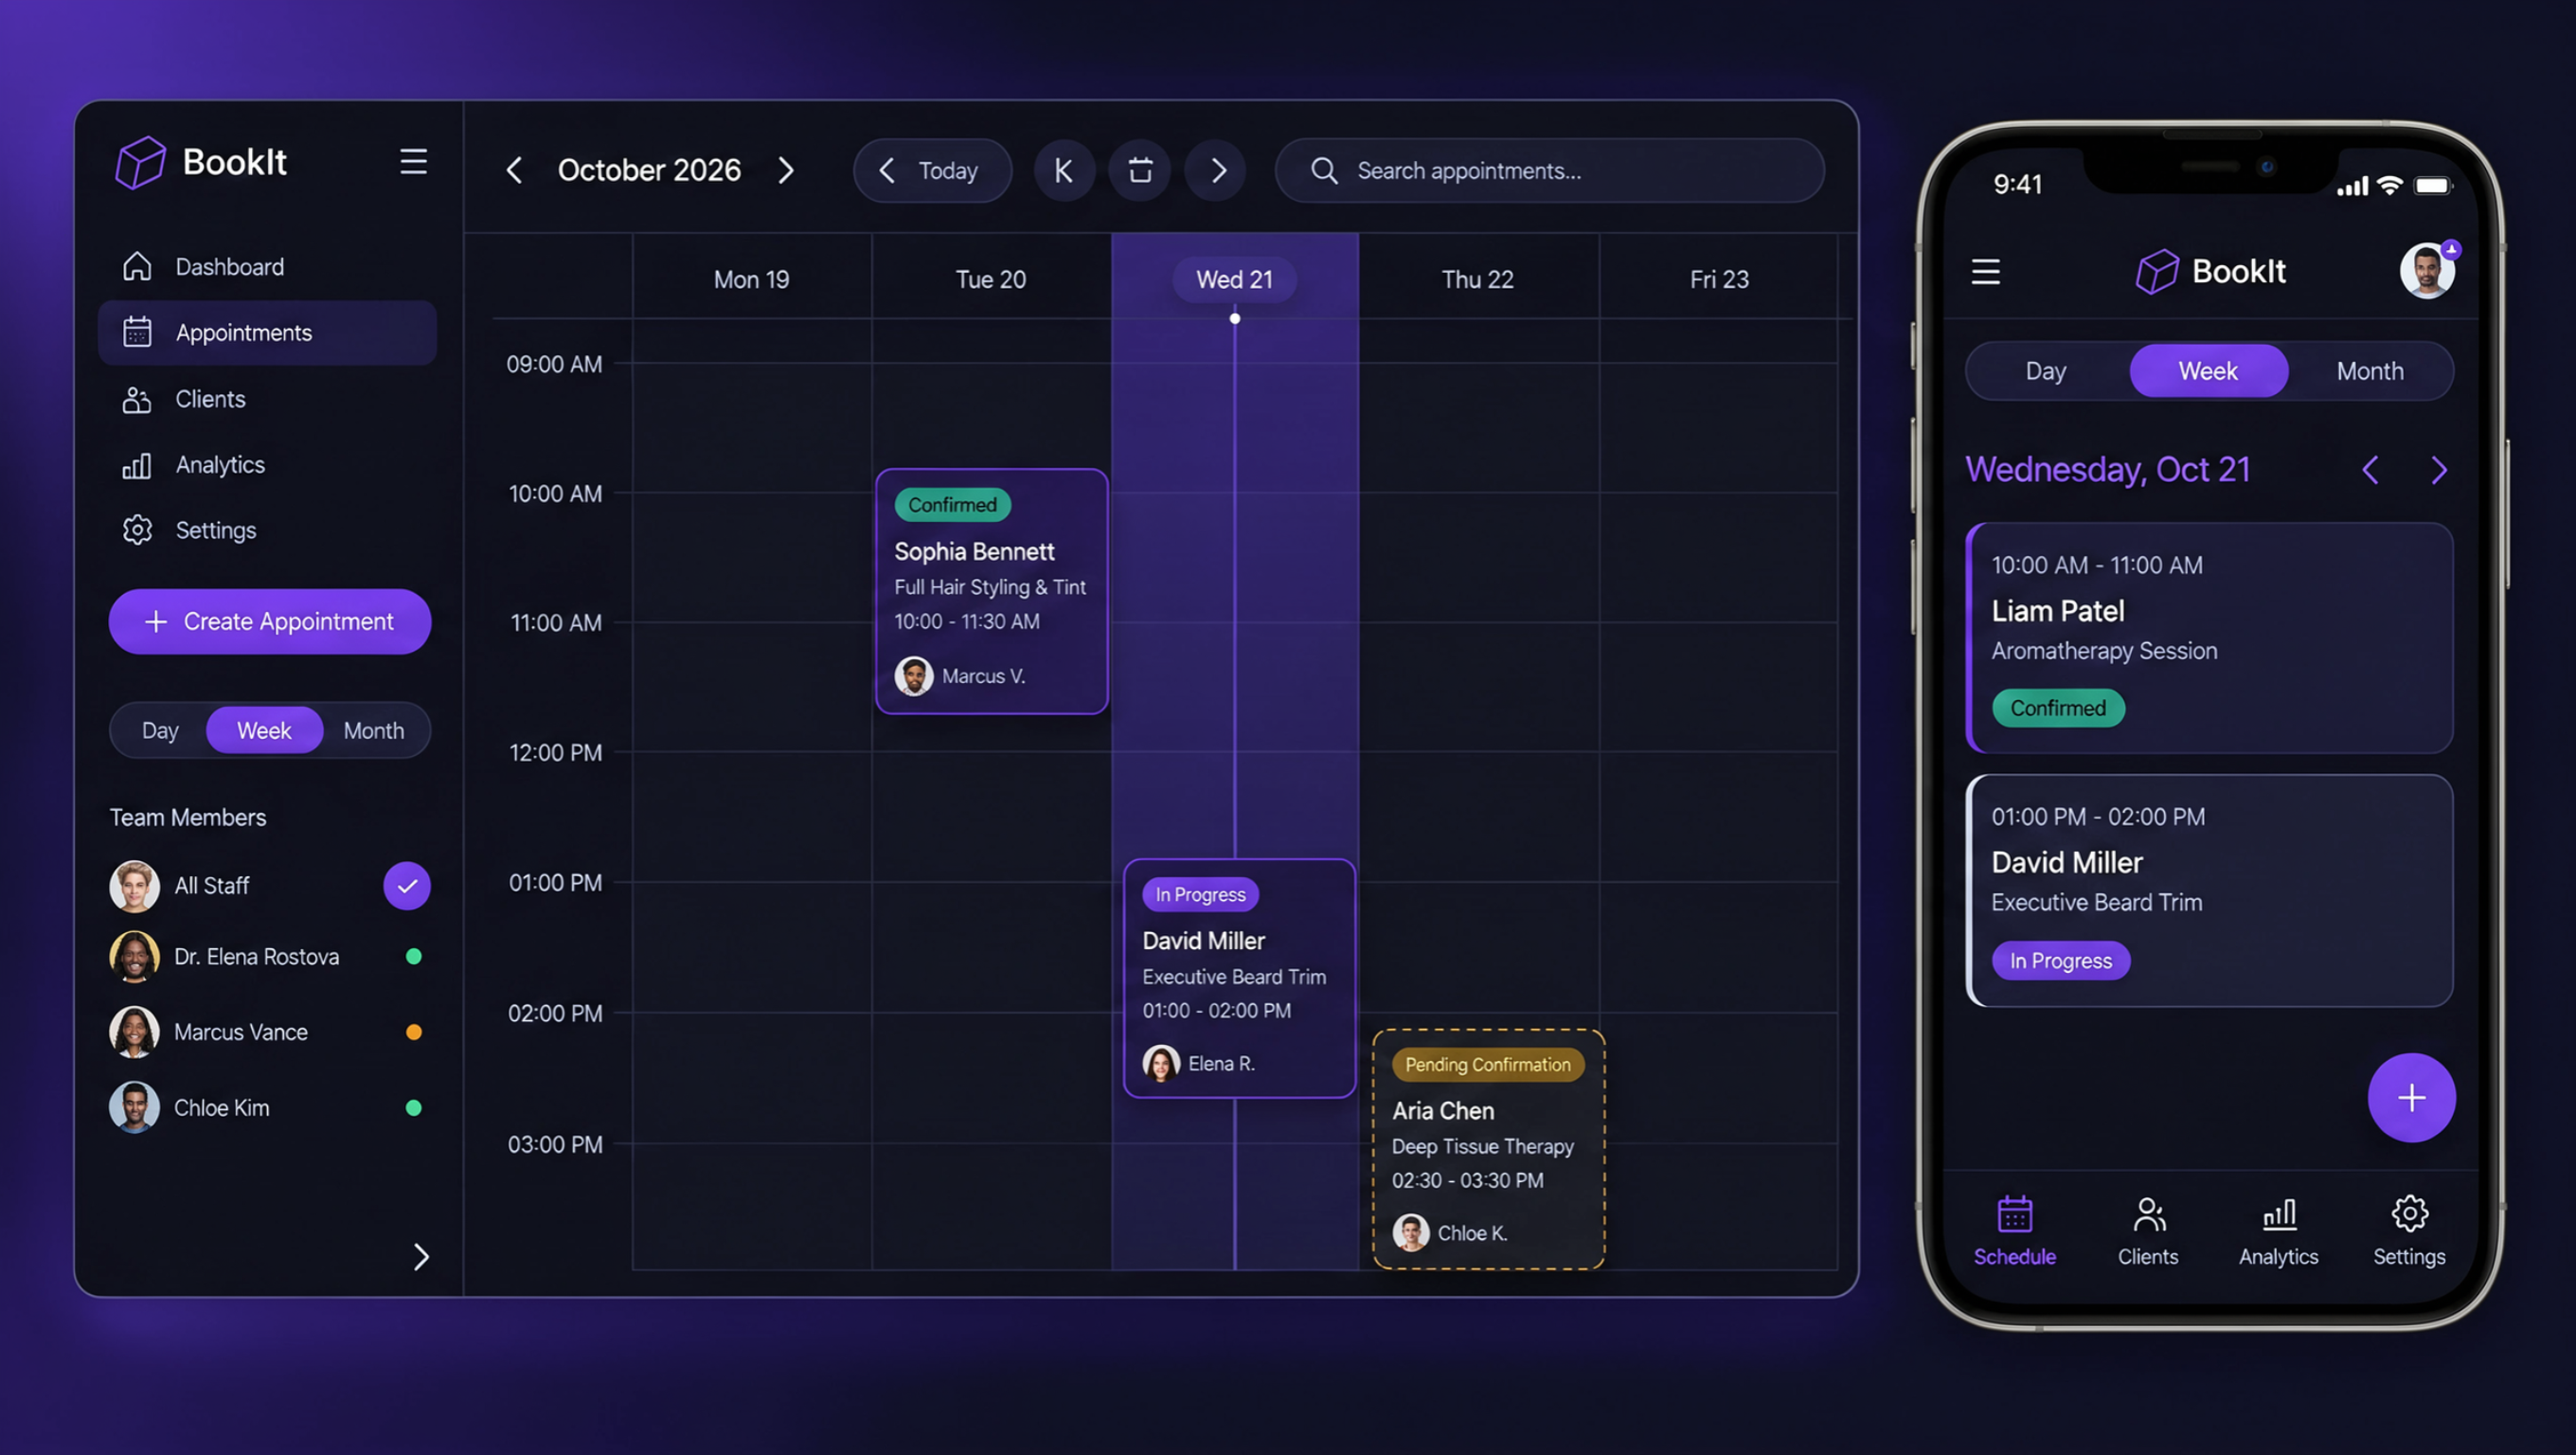 BookIt
Dashboard
Appointments
Clients
Analytics
Settings
+ Create Appointment
Day Week Month
Team Members
All Staff
Dr. Elena Rostova
Marcus Vance
Chloe Kim
October 2026
Today
K
Search appointments...
Mon 19 Tue 20 Wed 21 Thu 22 Fri 23
09:00 AM
10:00 AM
11:00 AM
12:00 PM
01:00 PM
02:00 PM
03:00 PM
Confirmed
Sophia Bennett
Full Hair Styling & Tint
10:00 - 11:30 AM
Marcus V.
In Progress
David Miller
Executive Beard Trim
01:00 - 02:00 PM
Elena R.
Pending Confirmation
Aria Chen
Deep Tissue Therapy
02:30 - 03:30 PM
Chloe K.
9:41
BookIt
Day Week Month
Wednesday, Oct 21
10:00 AM - 11:00 AM
Liam Patel
Aromatherapy Session
Confirmed
01:00 PM - 02:00 PM
David Miller
Executive Beard Trim
In Progress
+
Schedule Clients Analytics Settings